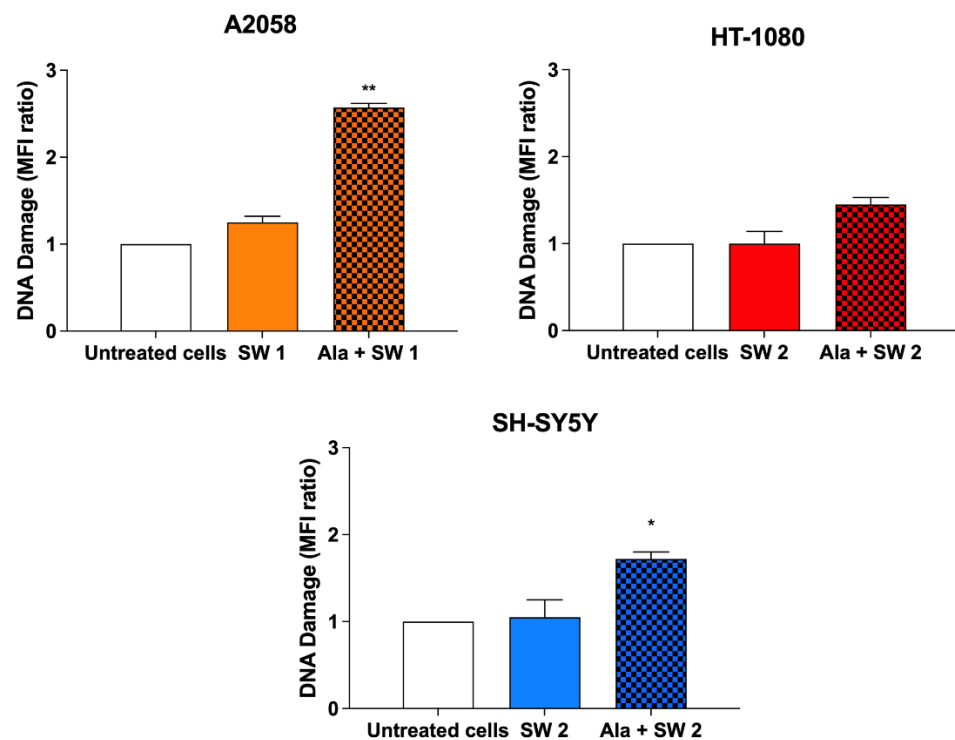 A2058
DNA Damage (MFI ratio)
3
2
1
0
**
Untreated cells SW 1 Ala + SW 1
HT-1080
DNA Damage (MFI ratio)
3
2
1
0
Untreated cells SW 2 Ala + SW 2
SH-SY5Y
DNA Damage (MFI ratio)
3
2
1
0
*
Untreated cells SW 2 Ala + SW 2